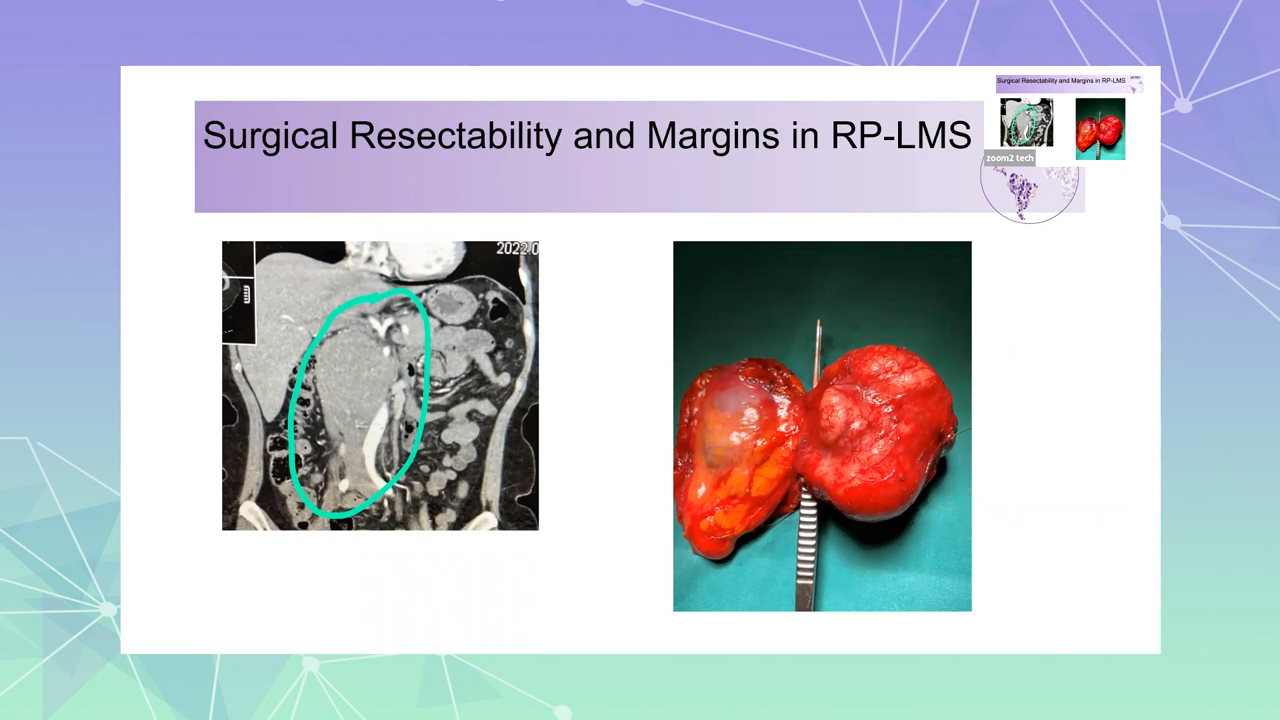 Surgical Resectability and Margins in RP-LMS
Surgical Resectability and Margins in RP-LMS
zoom2 tech
2022.0